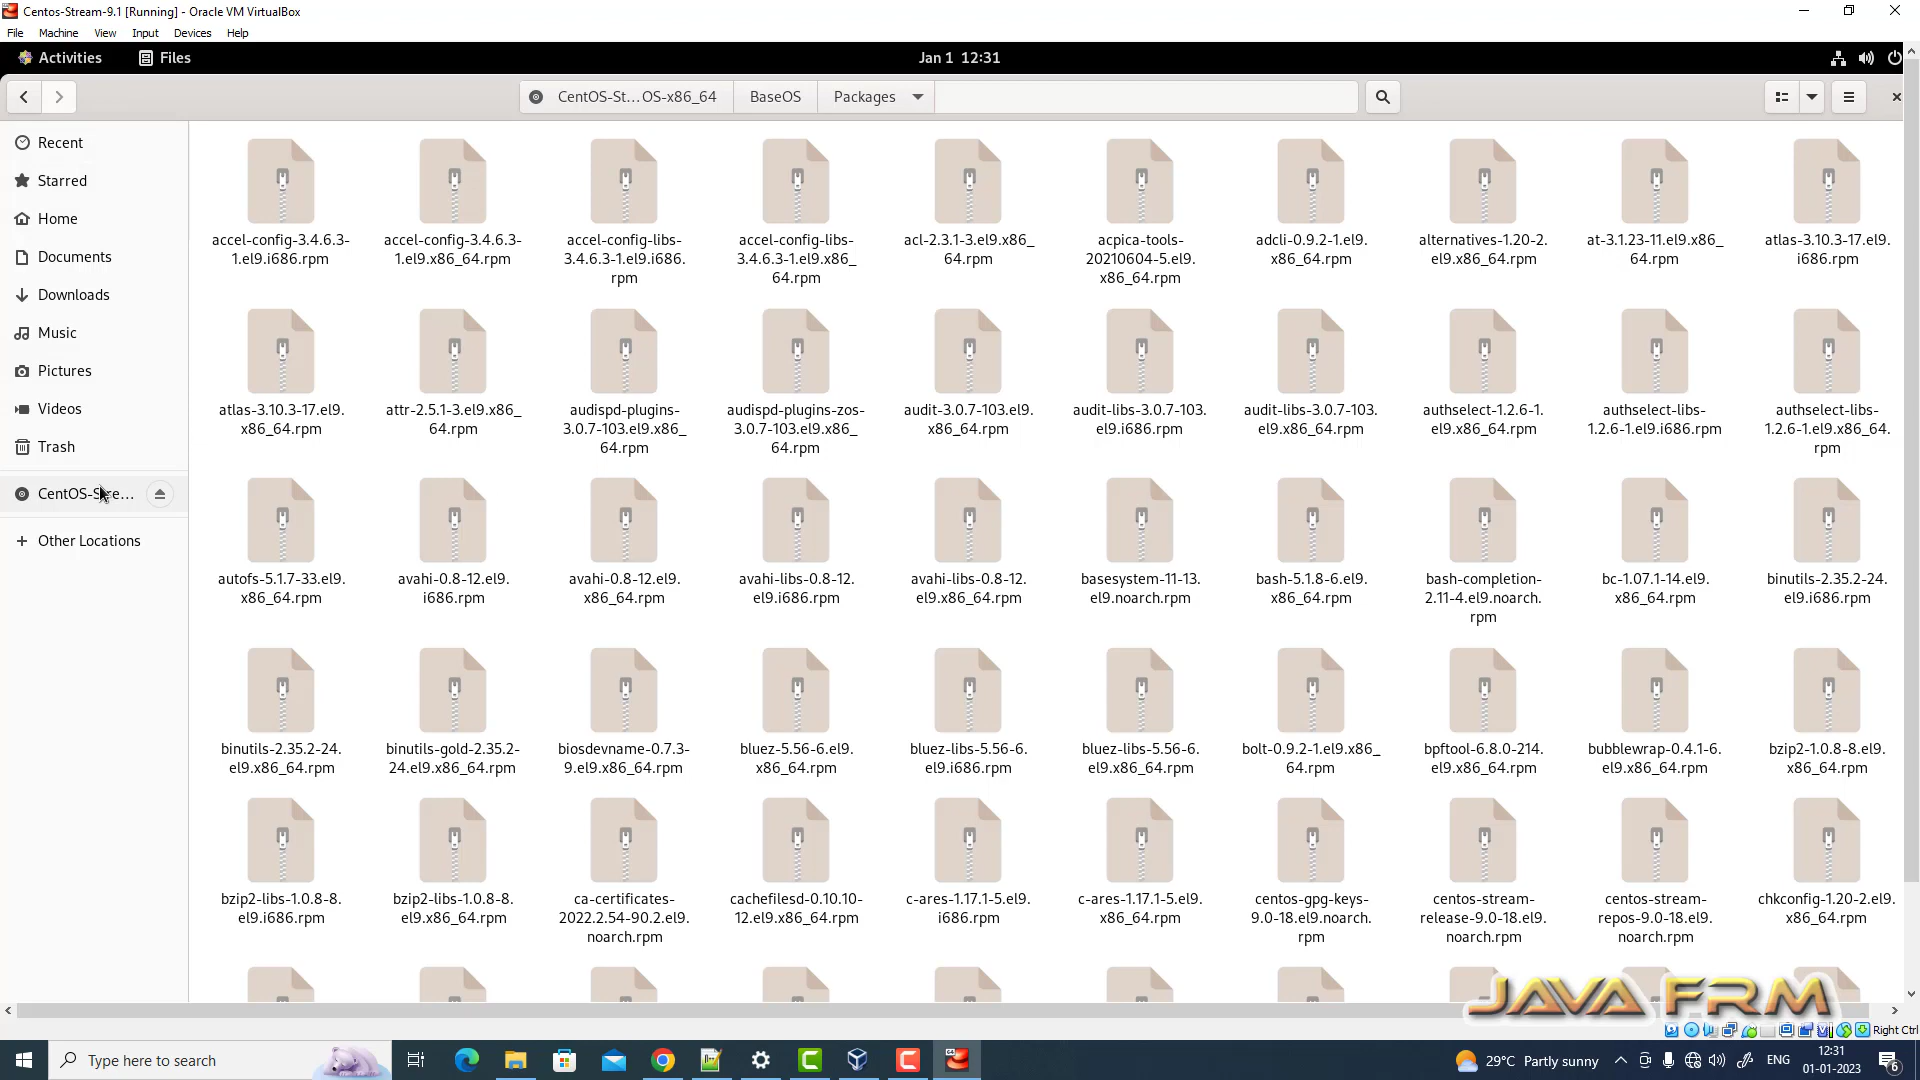 Centos-Stream-9.1 [Running] - Oracle VM VirtualBox
File Machine View Input Devices Help
Activities Files Jan 1 12:31
CentOS-St…OS-x86_64 BaseOS Packages
Recent
Starred
Home
Documents
Downloads
Music
Pictures
Videos
Trash
CentOS-Stre…
Other Locations
accel-config-3.4.6.3-
1.el9.i686.rpm
accel-config-3.4.6.3-
1.el9.x86_64.rpm
accel-config-libs-
3.4.6.3-1.el9.i686.
rpm
accel-config-libs-
3.4.6.3-1.el9.x86_
64.rpm
acl-2.3.1-3.el9.x86_
64.rpm
acpica-tools-
20210604-5.el9.
x86_64.rpm
adcli-0.9.2-1.el9.
x86_64.rpm
alternatives-1.20-2.
el9.x86_64.rpm
at-3.1.23-11.el9.x86_
64.rpm
atlas-3.10.3-17.el9.
i686.rpm
atlas-3.10.3-17.el9.
x86_64.rpm
attr-2.5.1-3.el9.x86_
64.rpm
audispd-plugins-
3.0.7-103.el9.x86_
64.rpm
audispd-plugins-zos-
3.0.7-103.el9.x86_
64.rpm
audit-3.0.7-103.el9.
x86_64.rpm
audit-libs-3.0.7-103.
el9.i686.rpm
audit-libs-3.0.7-103.
el9.x86_64.rpm
authselect-1.2.6-1.
el9.x86_64.rpm
authselect-libs-
1.2.6-1.el9.i686.rpm
authselect-libs-
1.2.6-1.el9.x86_64.
rpm
autofs-5.1.7-33.el9.
x86_64.rpm
avahi-0.8-12.el9.
i686.rpm
avahi-0.8-12.el9.
x86_64.rpm
avahi-libs-0.8-12.
el9.i686.rpm
avahi-libs-0.8-12.
el9.x86_64.rpm
basesystem-11-13.
el9.noarch.rpm
bash-5.1.8-6.el9.
x86_64.rpm
bash-completion-
2.11-4.el9.noarch.
rpm
bc-1.07.1-14.el9.
x86_64.rpm
binutils-2.35.2-24.
el9.i686.rpm
binutils-2.35.2-24.
el9.x86_64.rpm
binutils-gold-2.35.2-
24.el9.x86_64.rpm
biosdevname-0.7.3-
9.el9.x86_64.rpm
bluez-5.56-6.el9.
x86_64.rpm
bluez-libs-5.56-6.
el9.i686.rpm
bluez-libs-5.56-6.
el9.x86_64.rpm
bolt-0.9.2-1.el9.x86_
64.rpm
bpftool-6.8.0-214.
el9.x86_64.rpm
bubblewrap-0.4.1-6.
el9.x86_64.rpm
bzip2-1.0.8-8.el9.
x86_64.rpm
bzip2-libs-1.0.8-8.
el9.i686.rpm
bzip2-libs-1.0.8-8.
el9.x86_64.rpm
ca-certificates-
2022.2.54-90.2.el9.
noarch.rpm
cachefilesd-0.10.10-
12.el9.x86_64.rpm
c-ares-1.17.1-5.el9.
i686.rpm
c-ares-1.17.1-5.el9.
x86_64.rpm
centos-gpg-keys-
9.0-18.el9.noarch.
rpm
centos-stream-
release-9.0-18.el9.
noarch.rpm
centos-stream-
repos-9.0-18.el9.
noarch.rpm
chkconfig-1.20-2.el9.
x86_64.rpm
JAVA FRM
Right Ctrl
Type here to search
29°C Partly sunny
ENG
12:31
01-01-2023
6